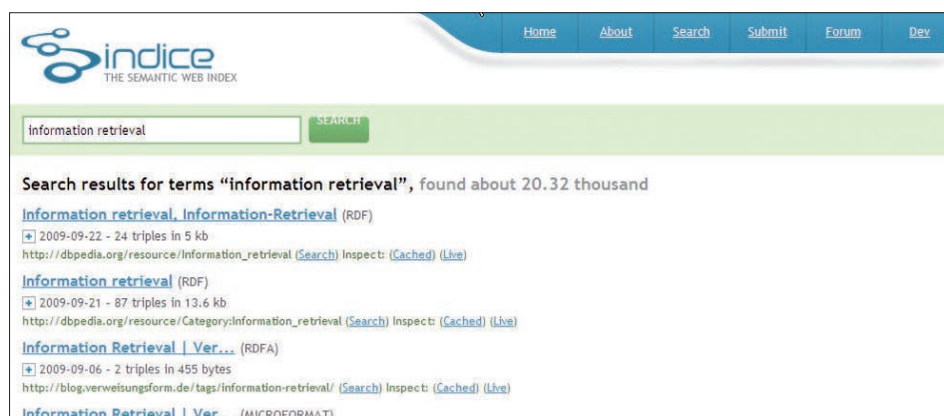 Home About Search Submit Forum Dev
indice
THE SEMANTIC WEB INDEX
information retrieval SEARCH
Search results for terms “information retrieval”, found about 20.32 thousand
Information retrieval, Information-Retrieval (RDF)
+ 2009-09-22 - 24 triples in 5 kb
http://dbpedia.org/resource/Information_retrieval (Search) Inspect: (Cached) (Live)
Information retrieval (RDF)
+ 2009-09-21 - 87 triples in 13.6 kb
http://dbpedia.org/resource/Category:Information_retrieval (Search) Inspect: (Cached) (Live)
Information Retrieval | Ver... (RDFA)
+ 2009-09-06 - 2 triples in 455 bytes
http://blog.verweisungsform.de/tags/information-retrieval/ (Search) Inspect: (Cached) (Live)
Information Retrieval | Ver... (MICROFORMAT)